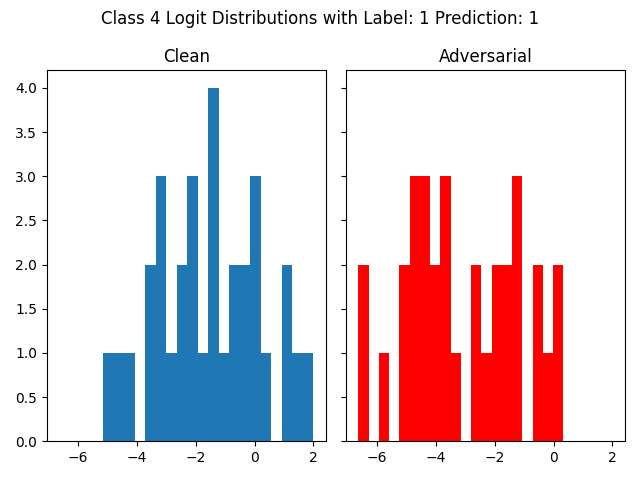 Class 4 Logit Distributions with Label: 1 Prediction: 1
Clean
Adversarial
4.0
3.5
3.0
2.5
2.0
1.5
1.0
0.5
0.0
−6 −4 −2 0 2
−6 −4 −2 0 2